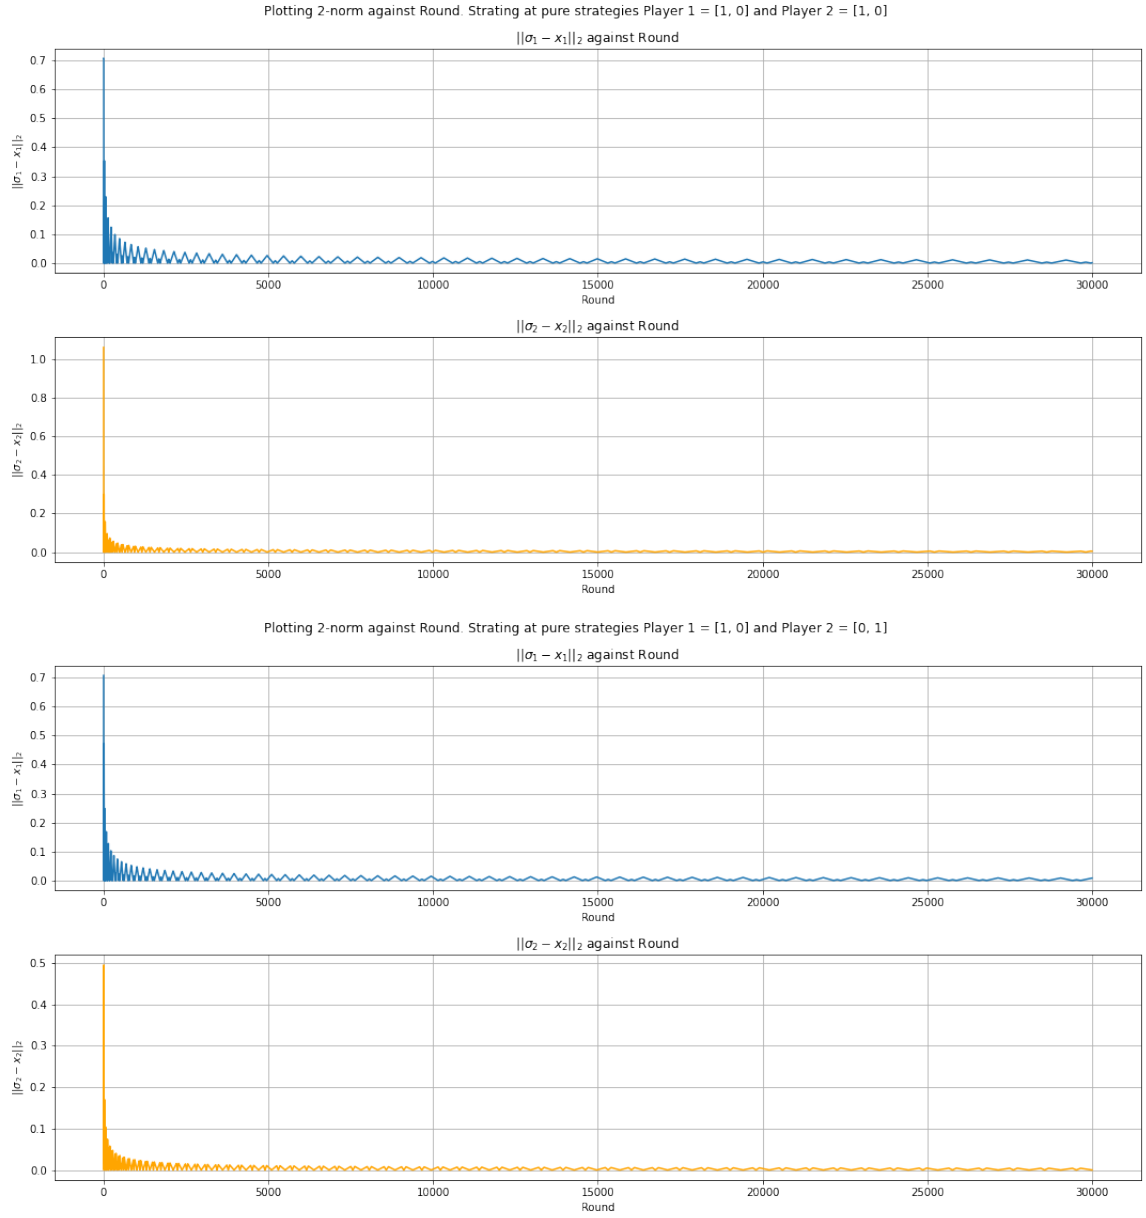 Plotting 2-norm against Round. Strating at pure strategies Player 1 = [1, 0] and Player 2 = [1, 0]
||σ₁ − x₁||₂ against Round
||σ₁ − x₁||₂
0.7
0.6
0.5
0.4
0.3
0.2
0.1
0.0
0 5000 10000 15000 20000 25000 30000
Round
||σ₂ − x₂||₂ against Round
||σ₂ − x₂||₂
1.0
0.8
0.6
0.4
0.2
0.0
0 5000 10000 15000 20000 25000 30000
Round
Plotting 2-norm against Round. Strating at pure strategies Player 1 = [1, 0] and Player 2 = [0, 1]
||σ₁ − x₁||₂ against Round
||σ₁ − x₁||₂
0.7
0.6
0.5
0.4
0.3
0.2
0.1
0.0
0 5000 10000 15000 20000 25000 30000
Round
||σ₂ − x₂||₂ against Round
||σ₂ − x₂||₂
0.5
0.4
0.3
0.2
0.1
0.0
0 5000 10000 15000 20000 25000 30000
Round